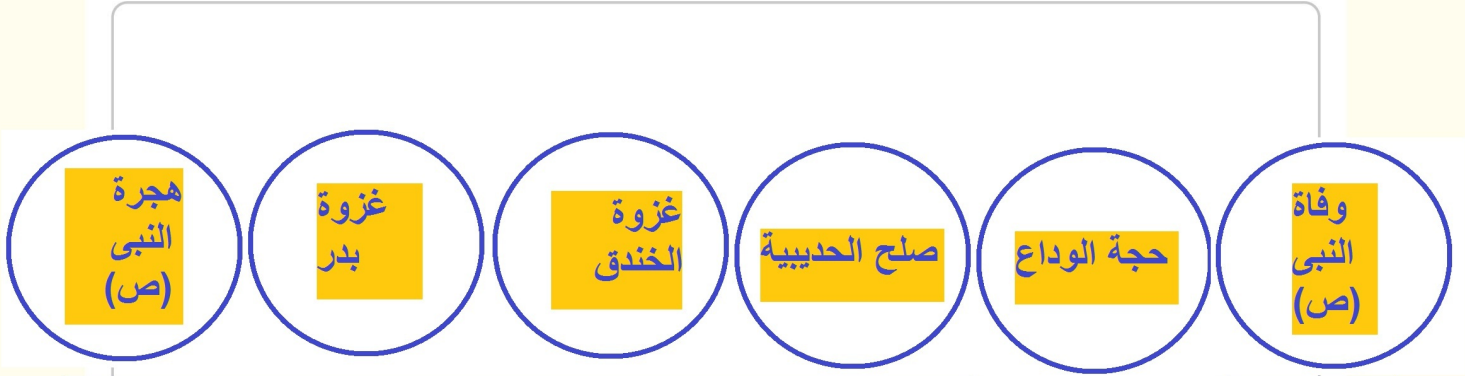 هجرة
النبى
(ص)
غزوة
بدر
غزوة
الخندق
صلح الحديبية
حجة الوداع
وفاة
النبى
(ص)